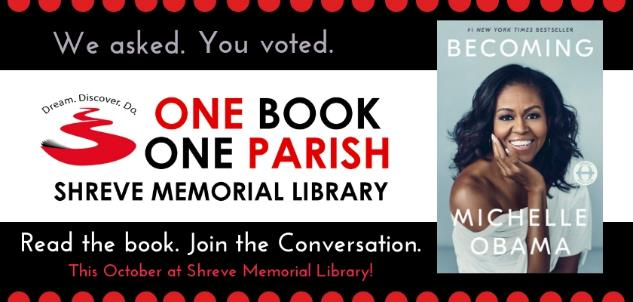 We asked. You voted.
Dream. Discover. Do.
ONE BOOK
ONE PARISH
SHREVE MEMORIAL LIBRARY
Read the book. Join the Conversation.
This October at Shreve Memorial Library!
#1 NEW YORK TIMES BESTSELLER
BECOMING
MICHELLE
OBAMA